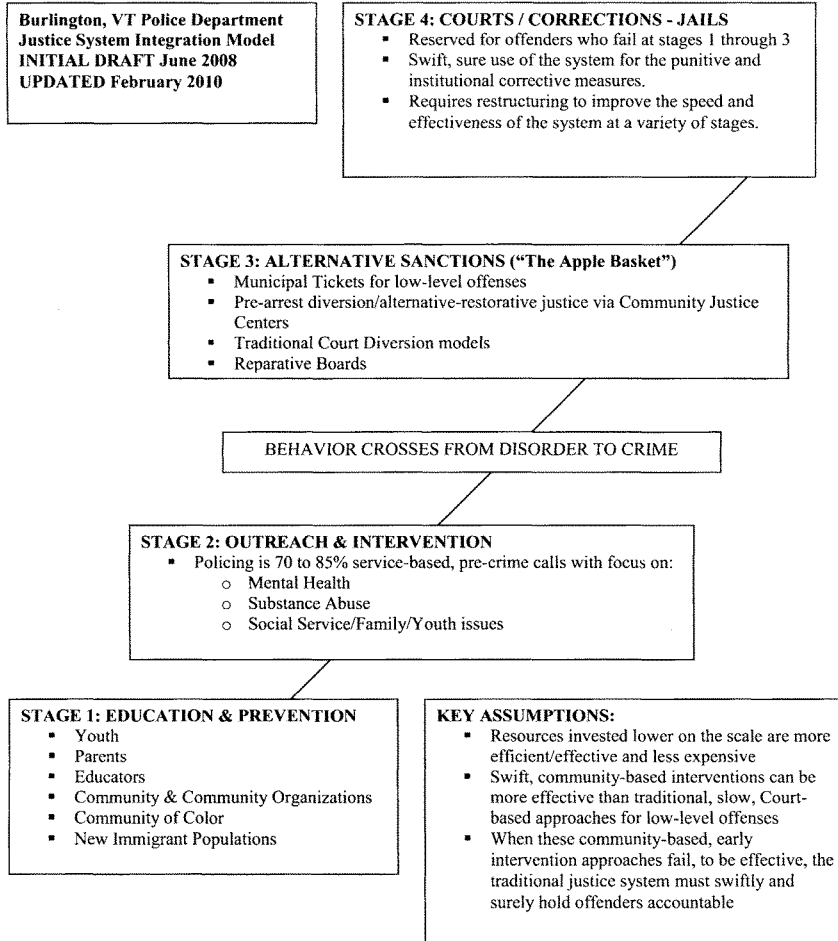 Burlington, VT Police Department
Justice System Integration Model
INITIAL DRAFT June 2008
UPDATED February 2010
STAGE 4: COURTS / CORRECTIONS - JAILS
▪ Reserved for offenders who fail at stages 1 through 3
▪ Swift, sure use of the system for the punitive and
institutional corrective measures.
▪ Requires restructuring to improve the speed and
effectiveness of the system at a variety of stages.
STAGE 3: ALTERNATIVE SANCTIONS ("The Apple Basket")
▪ Municipal Tickets for low-level offenses
▪ Pre-arrest diversion/alternative-restorative justice via Community Justice
Centers
▪ Traditional Court Diversion models
▪ Reparative Boards
BEHAVIOR CROSSES FROM DISORDER TO CRIME
STAGE 2: OUTREACH & INTERVENTION
▪ Policing is 70 to 85% service-based, pre-crime calls with focus on:
o Mental Health
o Substance Abuse
o Social Service/Family/Youth issues
STAGE 1: EDUCATION & PREVENTION
▪ Youth
▪ Parents
▪ Educators
▪ Community & Community Organizations
▪ Community of Color
▪ New Immigrant Populations
KEY ASSUMPTIONS:
▪ Resources invested lower on the scale are more
efficient/effective and less expensive
▪ Swift, community-based interventions can be
more effective than traditional, slow, Court-
based approaches for low-level offenses
▪ When these community-based, early
intervention approaches fail, to be effective, the
traditional justice system must swiftly and
surely hold offenders accountable